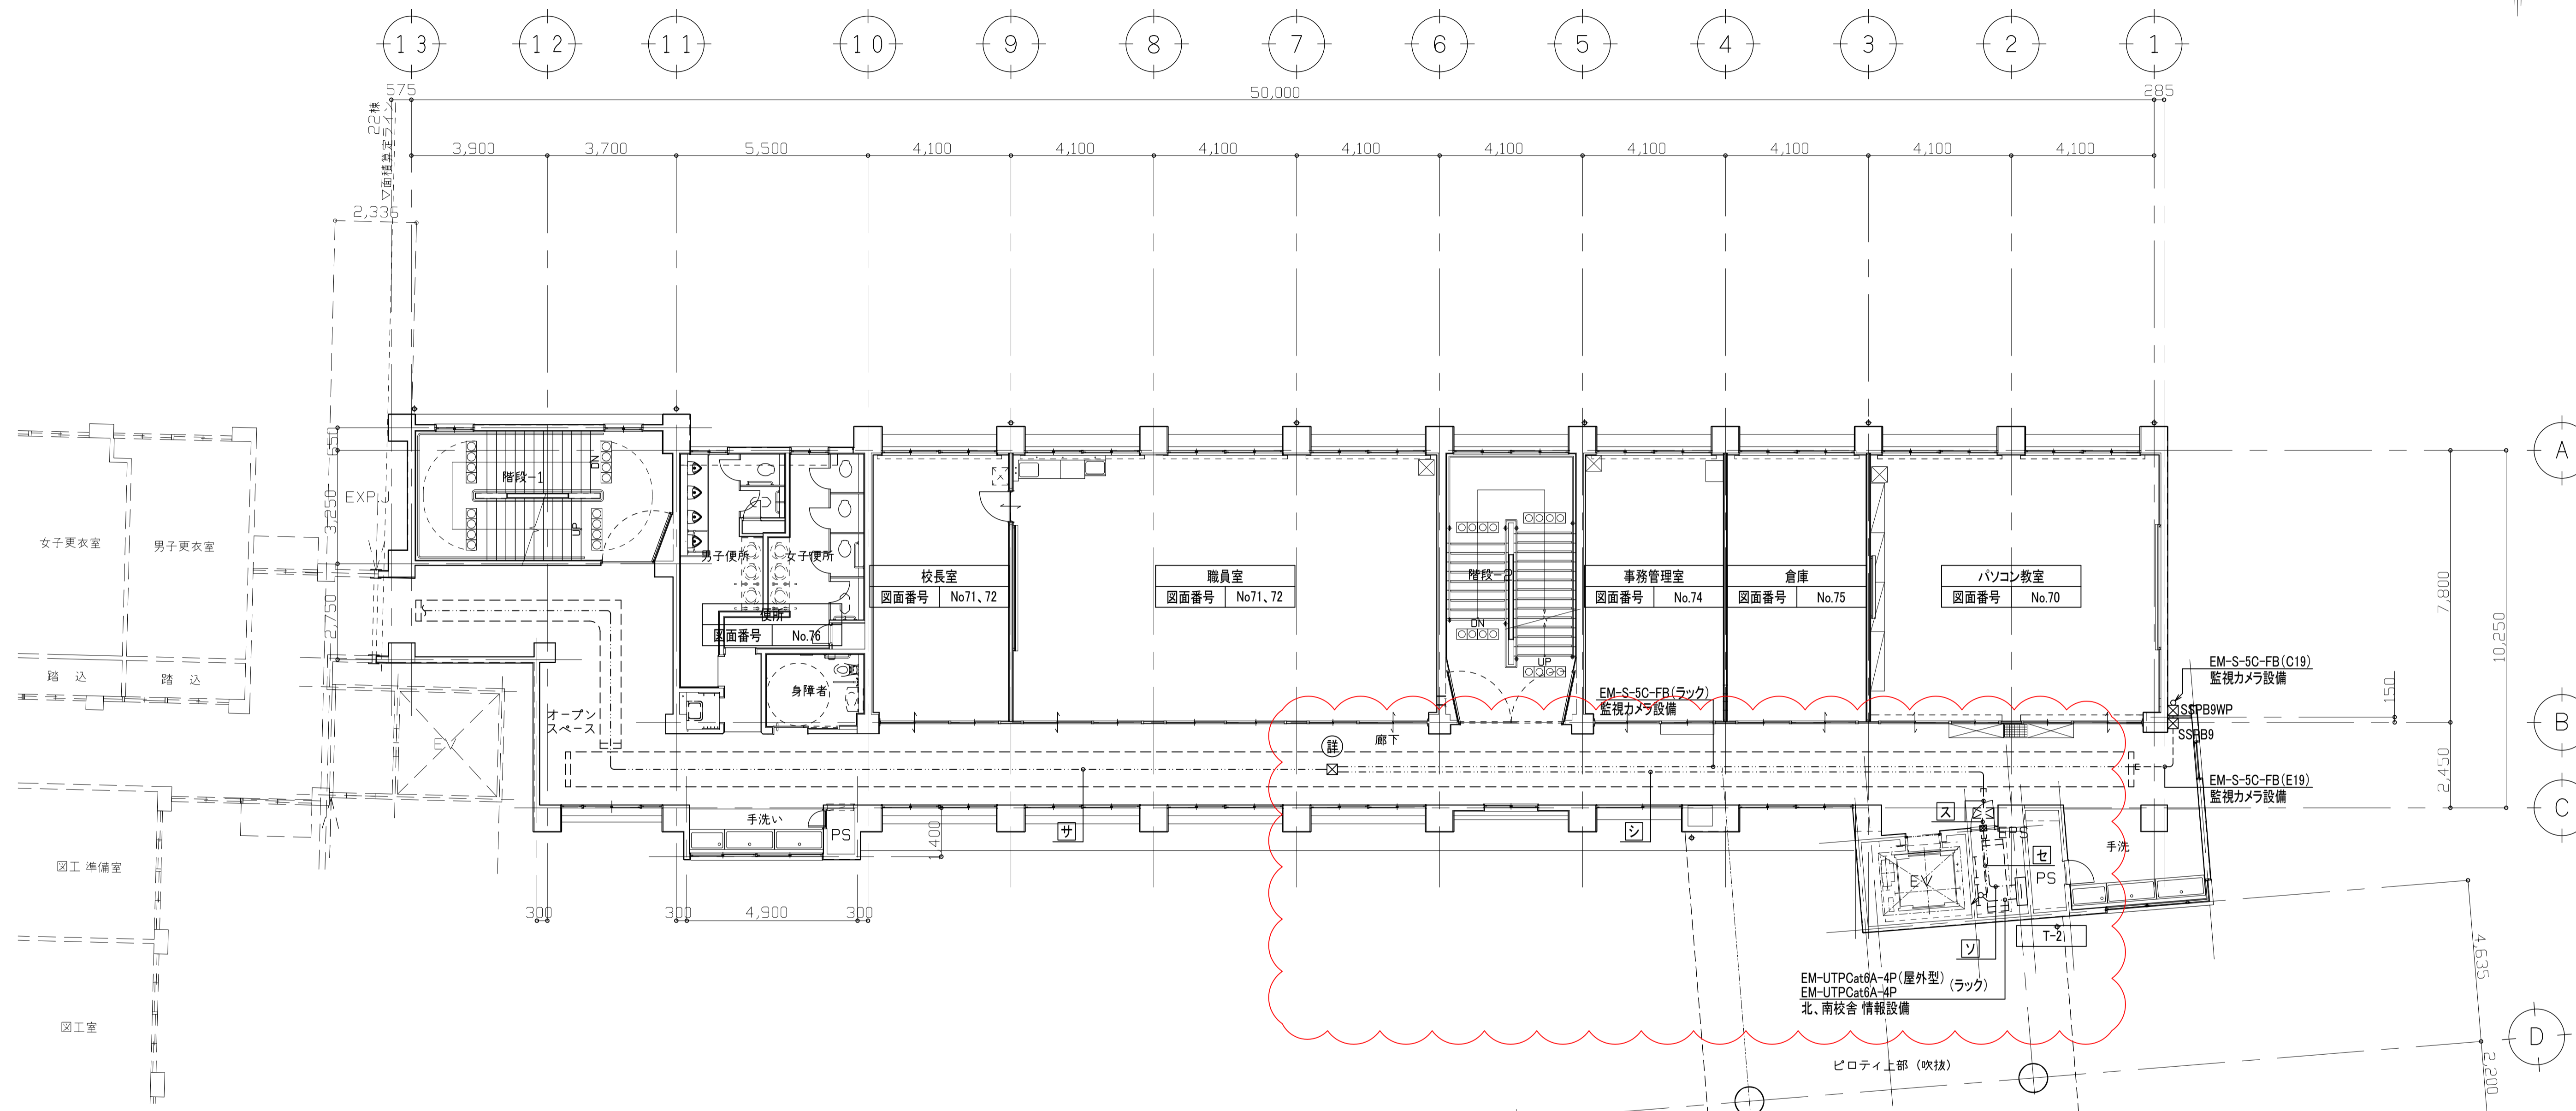 13 12 11 10 9 8 7 6 5 4 3 2 1
575 50,000 285
22棟
▽面積算定ライン
3,900 3,700 5,500 4,100 4,100 4,100 4,100 4,100 4,100 4,100 4,100 4,100
2,335
A
650
3,250
2,750
EXP.J
階段-1
DN
UP
女子更衣室
男子更衣室
踏 込
踏 込
男子便所
女子便所
便所
図面番号 No.76
身障者
校長室
図面番号 No71、72
職員室
図面番号 No71、72
階段-2
DN
UP
事務管理室
図面番号 No.74
倉庫
図面番号 No.75
パソコン教室
図面番号 No.70
7,800
10,250
150
2,450
EM-S-5C-FB(C19)
監視カメラ設備
SSPB9WP
SSPB9
B
EM-S-5C-FB(ラック)
監視カメラ設備
オープン
スペース
EV
詳
廊下
EM-S-5C-FB(E19)
監視カメラ設備
C
手洗い
PS
1,400
サ
シ
ス
EPS
セ
PS
手洗
EV
図工 準備室
300 300 4,900 300
T-2
ソ
EM-UTPCat6A-4P(屋外型)
EM-UTPCat6A-4P
(ラック)
北、南校舎 情報設備
4,635
図工室
D
2,200
ピロティ上部 (吹抜)